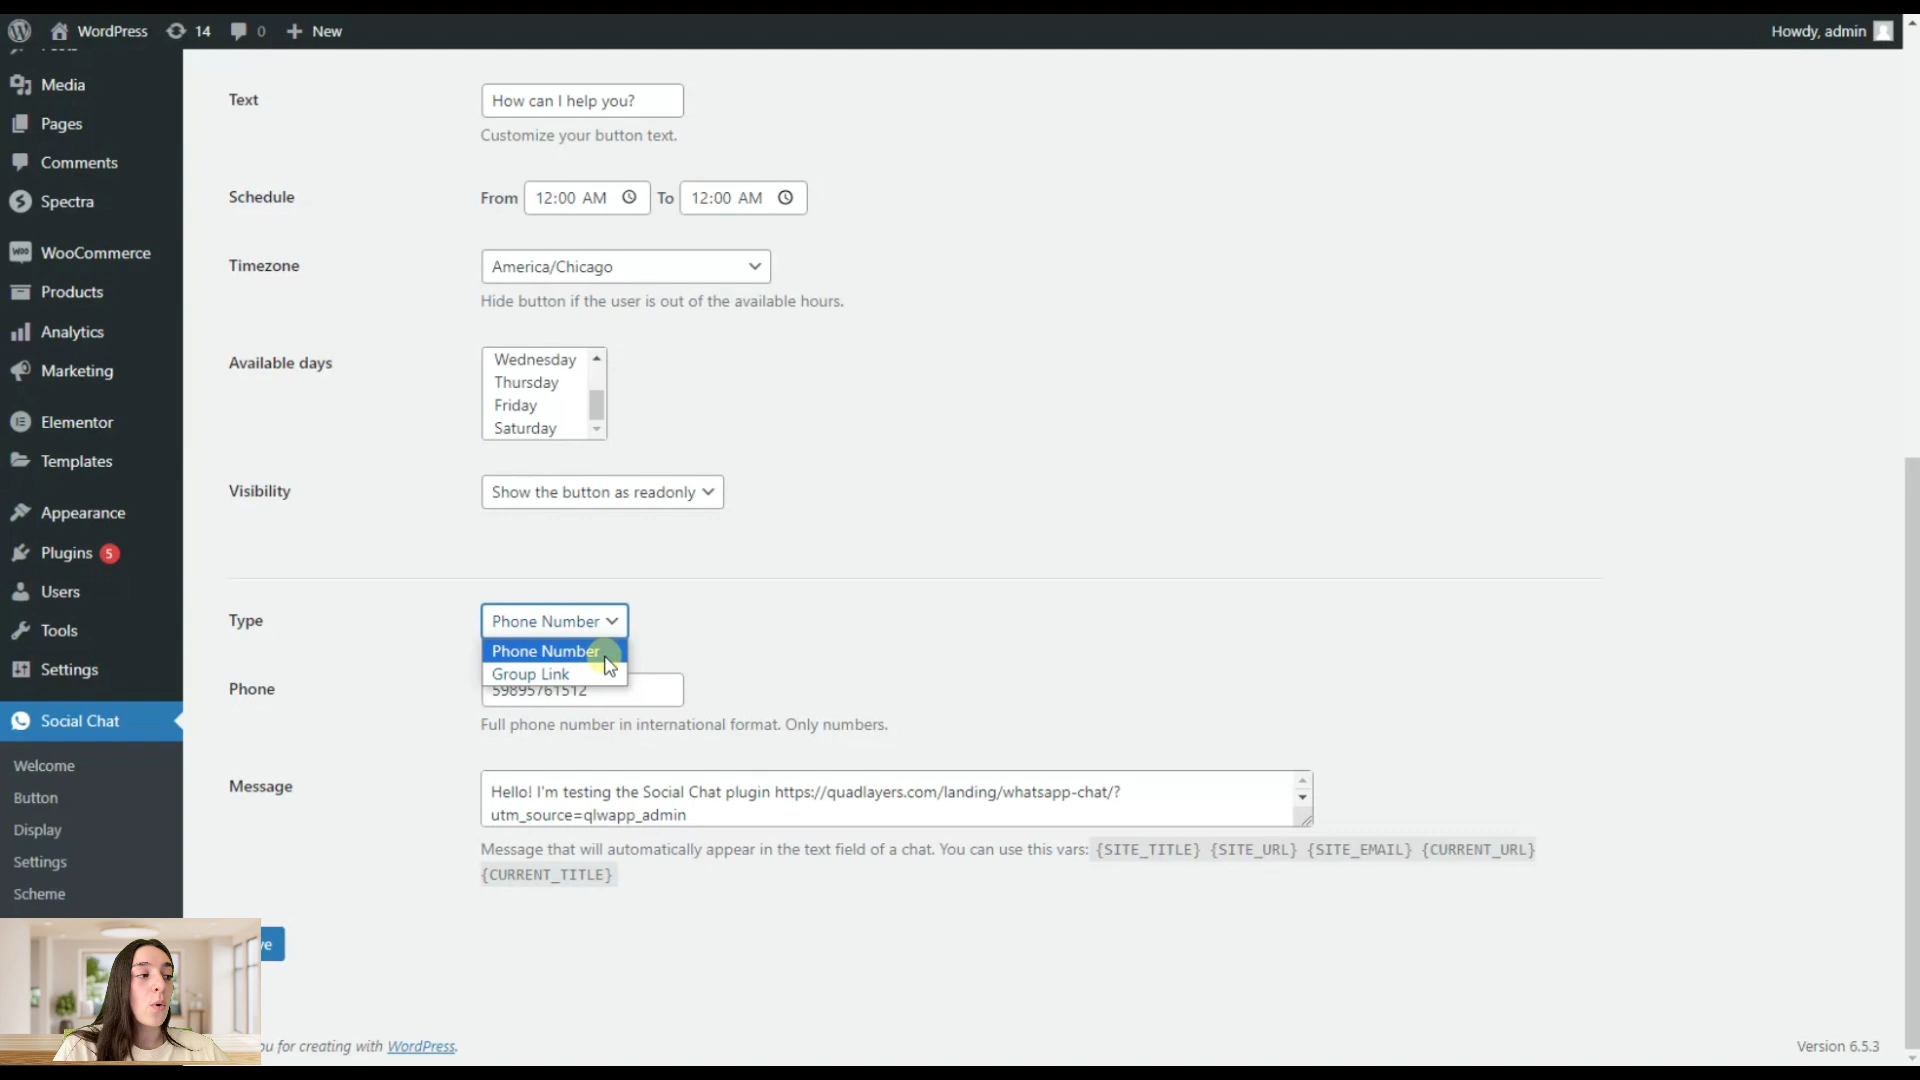 WordPress 14 0 New Howdy, admin
Media
Pages
Comments
Spectra
WooCommerce
Products
Analytics
Marketing
Elementor
Templates
Appearance
Plugins 5
Users
Tools
Settings
Social Chat
Welcome
Button
Display
Settings
Scheme
Text How can I help you?
Customize your button text.
Schedule From 12:00 AM To 12:00 AM
Timezone America/Chicago
Hide button if the user is out of the available hours.
Available days Wednesday
Thursday
Friday
Saturday
Visibility Show the button as readonly
Type Phone Number
Phone Number
Group Link
Phone 59895761512
Full phone number in international format. Only numbers.
Message Hello! I'm testing the Social Chat plugin https://quadlayers.com/landing/whatsapp-chat/?
utm_source=qlwapp_admin
Message that will automatically appear in the text field of a chat. You can use this vars: {SITE_TITLE} {SITE_URL} {SITE_EMAIL} {CURRENT_URL}
{CURRENT_TITLE}
for creating with WordPress.
Version 6.5.3